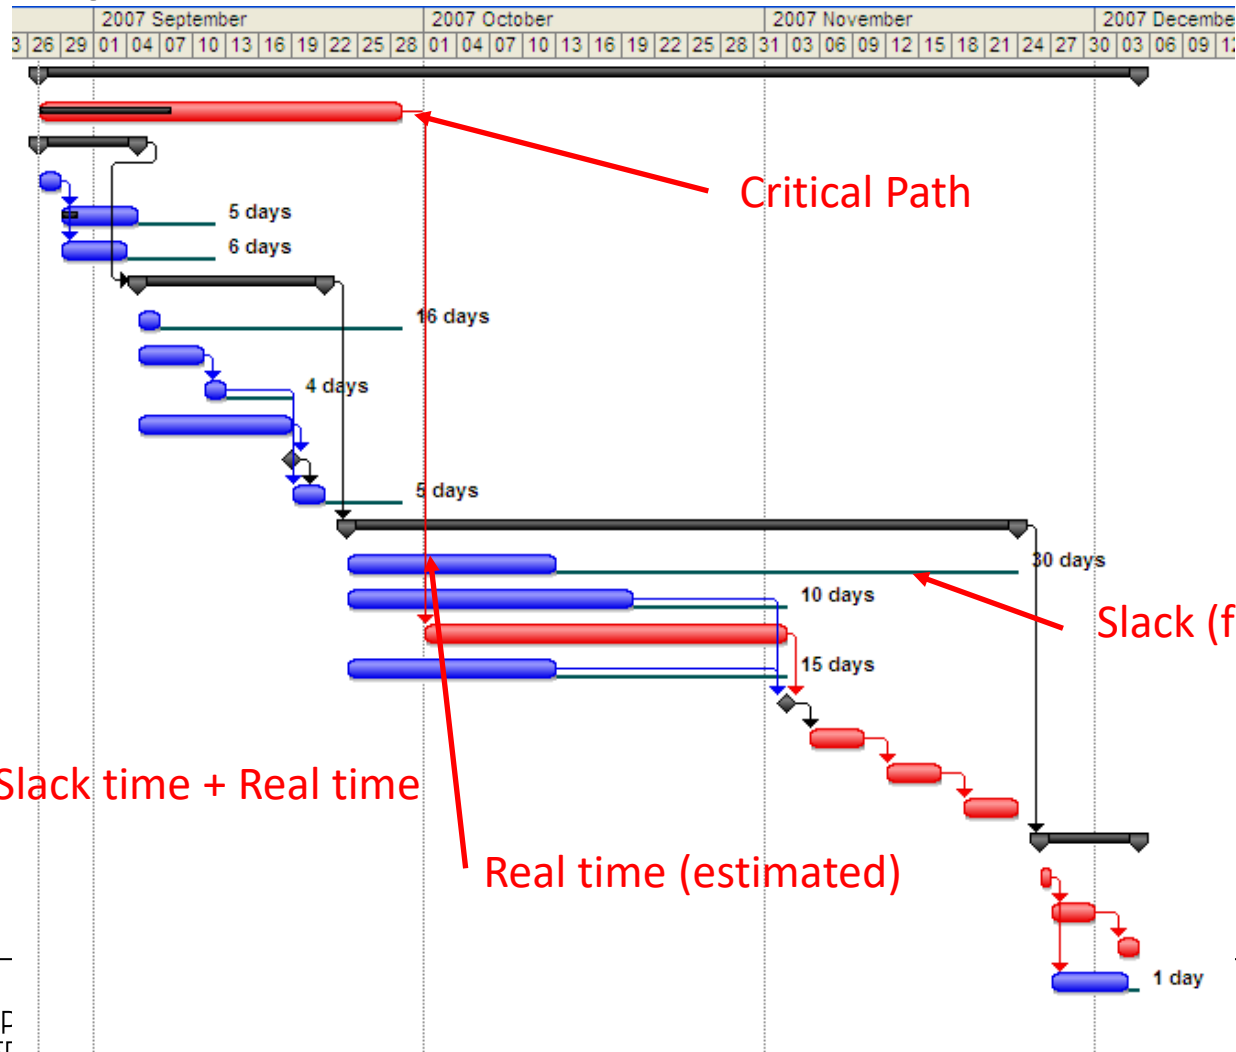 2007 September 2007 October 2007 November 2007 Decembe
3 26 29 01 04 07 10 13 16 19 22 25 28 01 04 07 10 13 16 19 22 25 28 31 03 06 09 12 15 18 21 24 27 30 03 06 09 12
Critical Path
5 days
6 days
16 days
4 days
5 days
30 days
10 days
Slack (f
15 days
Slack time + Real time
Real time (estimated)
1 day